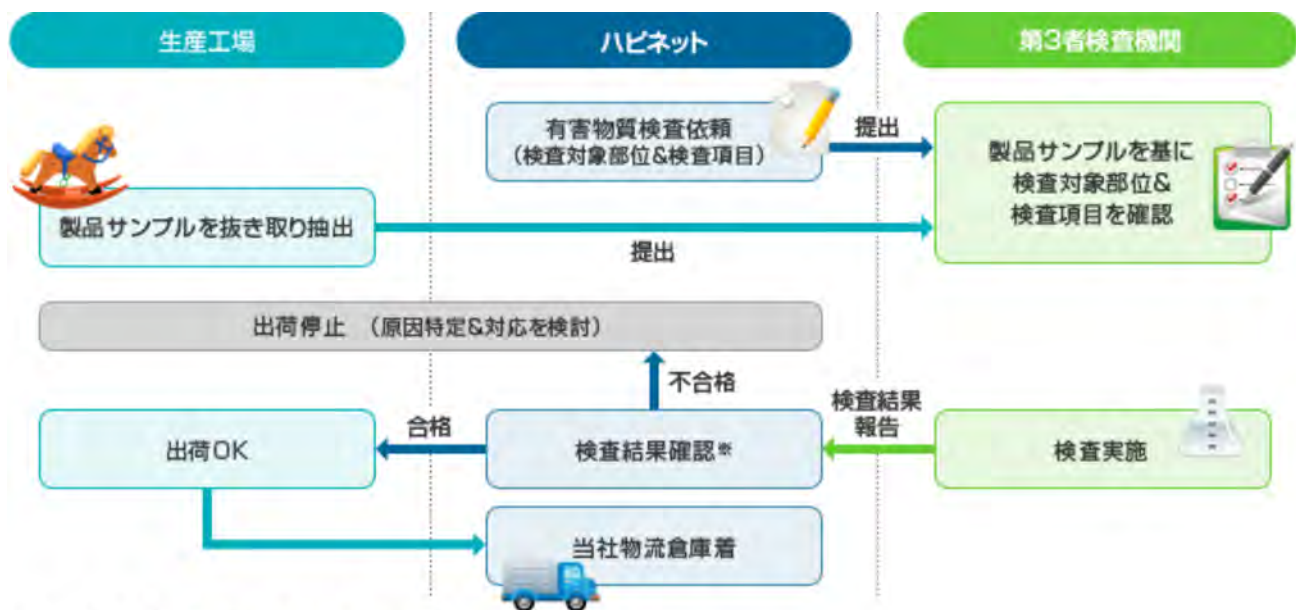 生産工場
ハピネット
第3者検査機関
有害物質検査依頼
(検査対象部位&検査項目)
提出
製品サンプルを基に
検査対象部位&
検査項目を確認
製品サンプルを抜き取り抽出
提出
出荷停止 (原因特定&対応を検討)
不合格
検査結果
報告
合格
出荷OK
検査結果確認※
検査実施
当社物流倉庫着